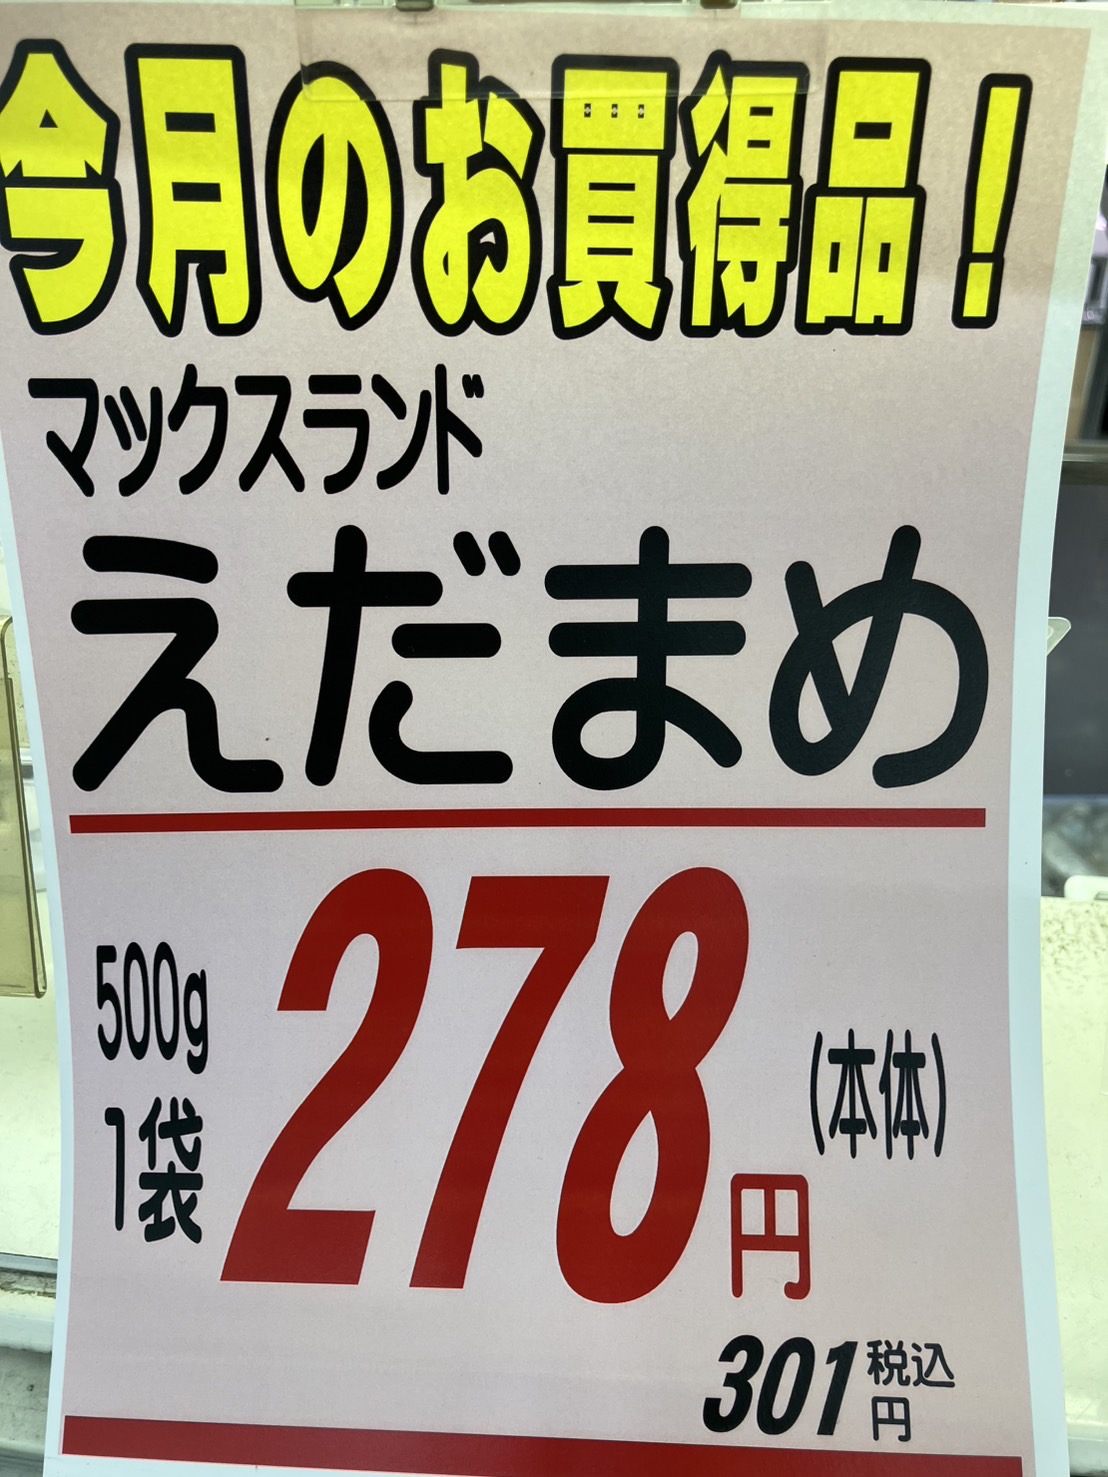 今月のお買得品！
マックスランド
えだまめ
500g
1袋
278円
(本体)
301円
税込